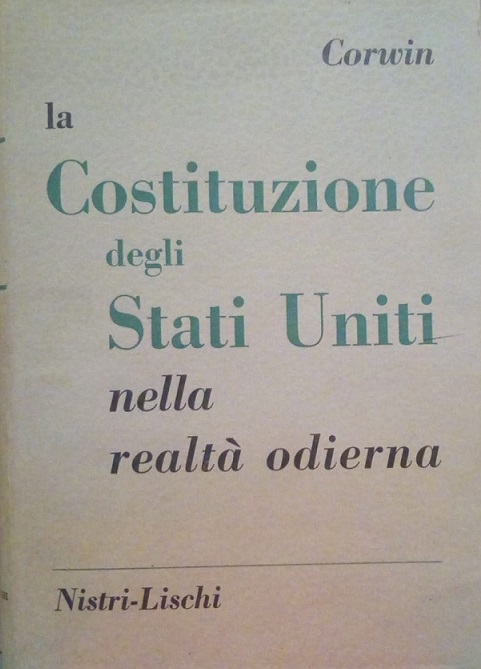 Corwin
la
Costituzione
degli
Stati Uniti
nella
realtà odierna
Nistri-Lischi